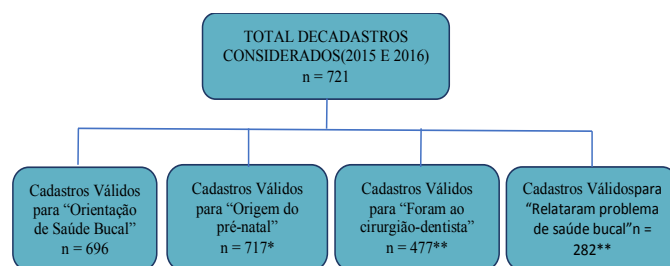 TOTAL DECADASTROS
CONSIDERADOS(2015 E 2016)
n = 721
Cadastros Válidos
para “Orientação
de Saúde Bucal”
n = 696
Cadastros Válidos
para “Origem do
pré-natal”
n = 717*
Cadastros Válidos
para “Foram ao
cirurgião-dentista”
n = 477**
Cadastros Válidospara
“Relataram problema
de saúde bucal”n =
282**